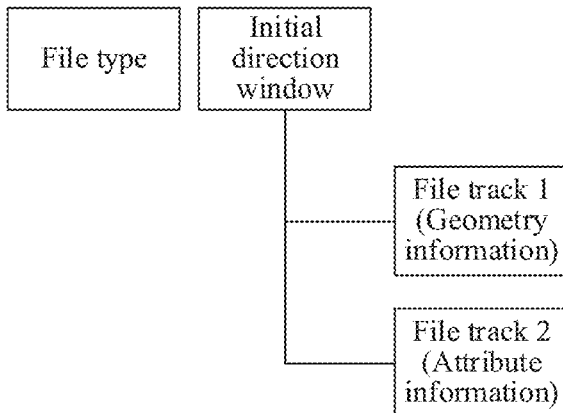 File type
Initial
direction
window
File track 1
(Geometry
information)
File track 2
(Attribute
information)